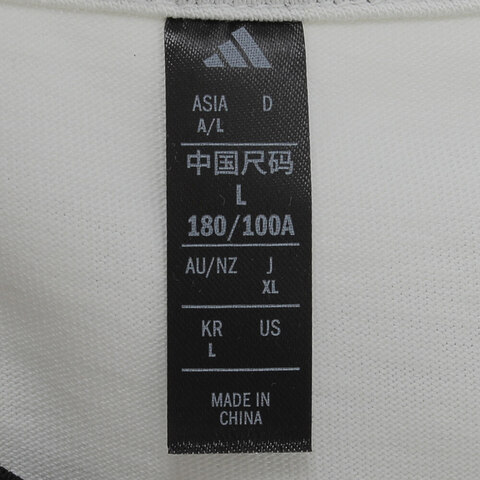 ASIA D
A/L
中国尺码
L
180/100A
AU/NZ J
XL
KR US
L
MADE IN
CHINA